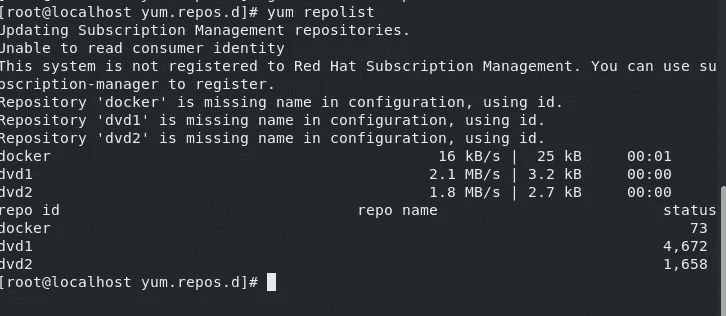 [root@localhost yum.repos.d]# yum repolist
Updating Subscription Management repositories.
Unable to read consumer identity
This system is not registered to Red Hat Subscription Management. You can use su
bscription-manager to register.
Repository 'docker' is missing name in configuration, using id.
Repository 'dvd1' is missing name in configuration, using id.
Repository 'dvd2' is missing name in configuration, using id.
docker 16 kB/s | 25 kB 00:01
dvd1 2.1 MB/s | 3.2 kB 00:00
dvd2 1.8 MB/s | 2.7 kB 00:00
repo id repo name status
docker 73
dvd1 4,672
dvd2 1,658
[root@localhost yum.repos.d]#